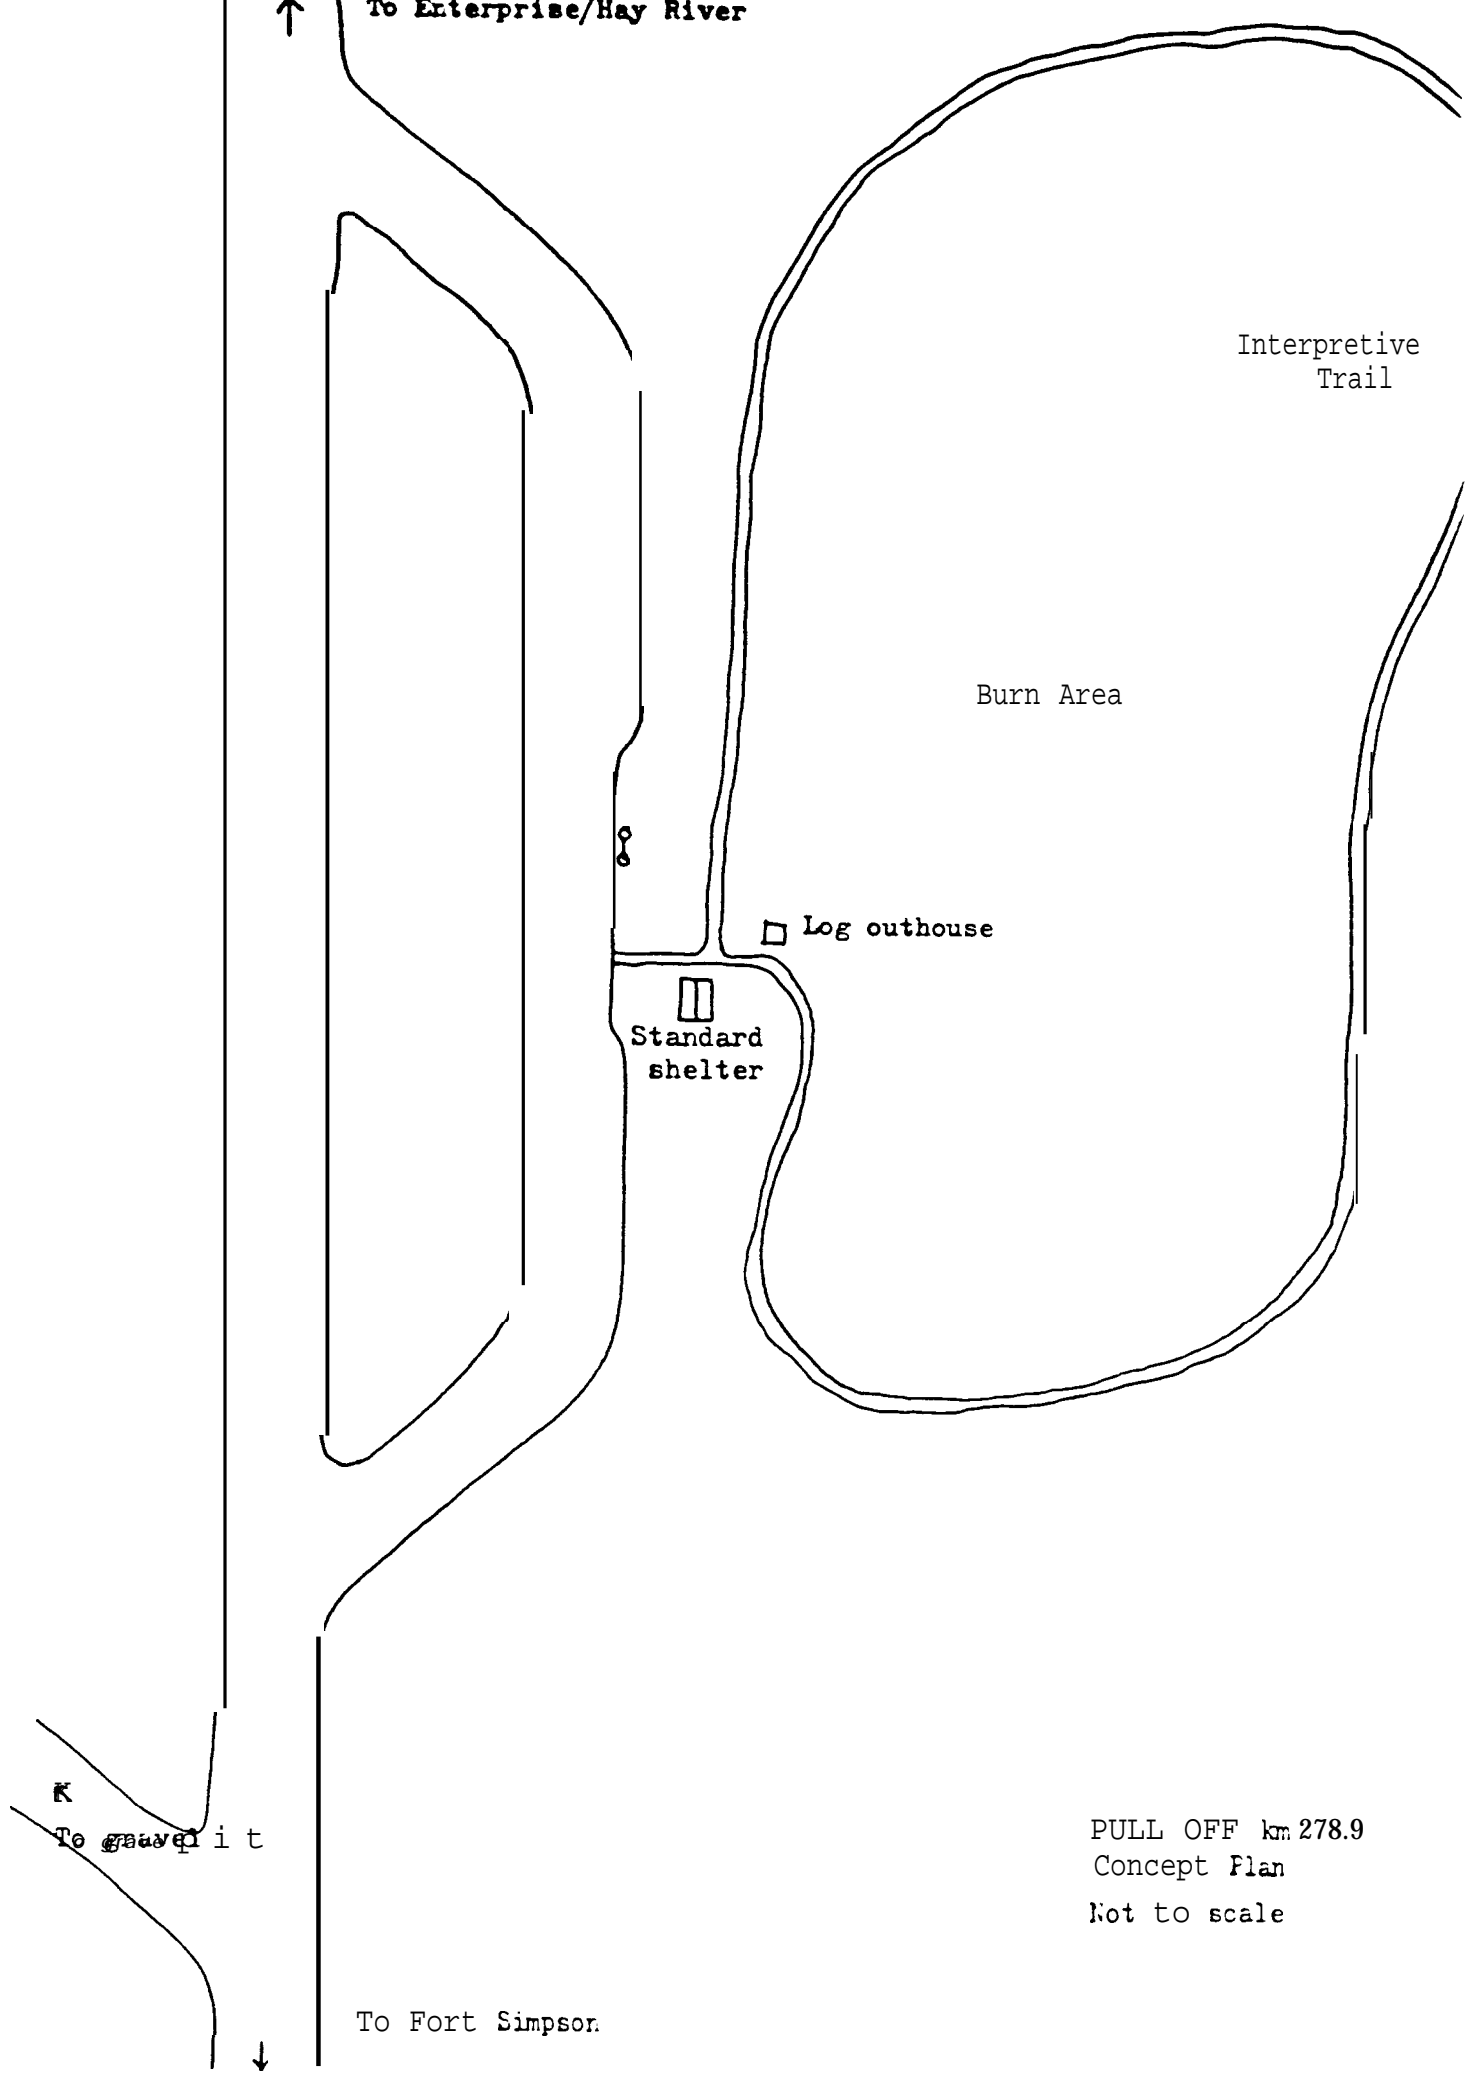 To Enterprise/Hay River
Interpretive
Trail
Burn Area
Log outhouse
Standard
shelter
To gravel pit
PULL OFF km 278.9
Concept Plan
Not to scale
To Fort Simpson